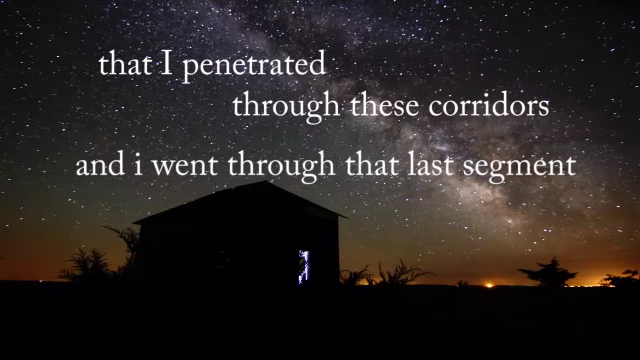 that I penetrated
through these corridors
and i went through that last segment